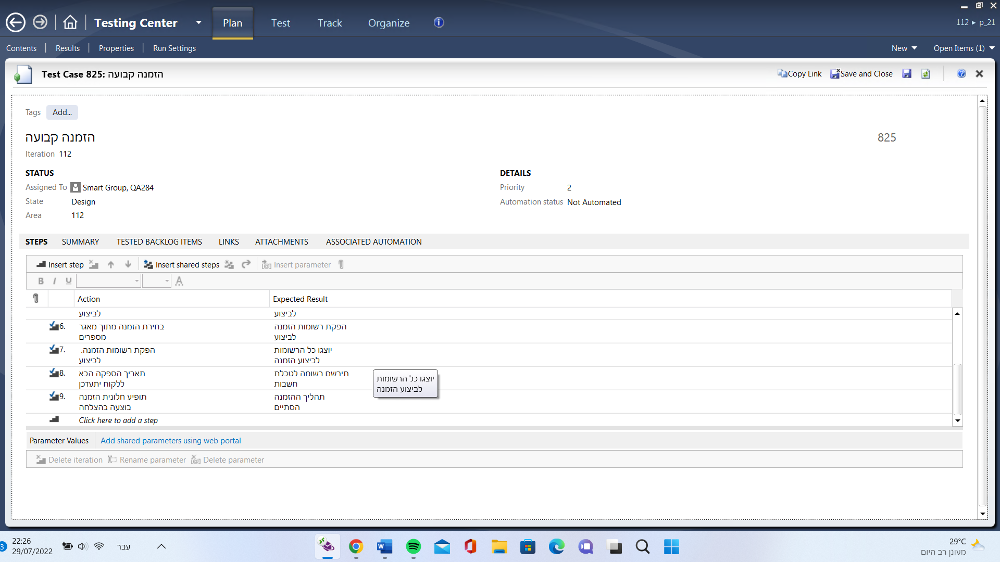 Testing Center
Plan
Test
Track
Organize
112 ▸ p_21
Contents
Results
Properties
Run Settings
New
Open Items (1)
Test Case 825: הזמנה קבועה
Copy Link
Save and Close
Tags
Add...
הזמנה קבועה
825
Iteration 112
STATUS
DETAILS
Assigned To Smart Group, QA284
Priority 2
State Design
Automation status Not Automated
Area 112
STEPS
SUMMARY
TESTED BACKLOG ITEMS
LINKS
ATTACHMENTS
ASSOCIATED AUTOMATION
Insert step
Insert shared steps
Insert parameter
B I U
A
Action
Expected Result
לביצוע
לביצוע
6.
בחירת הזמנה מתוך מאגר
מספרים
הפקת רשומות הזמנה
לביצוע
7.
הפקת רשומות הזמנה.
לביצוע
יוצגו כל הרשומות
לביצוע הזמנה
8.
תאריך הספקה הבא
ללקוח יתעדכן
תירשם רשומה לטבלת
חשבות
יוצגו כל הרשומות
לביצוע הזמנה
9.
תופיע חלונית הזמנה
בוצעה בהצלחה
תהליך ההזמנה
הסתיים
Click here to add a step
Parameter Values
Add shared parameters using web portal
Delete iteration
Rename parameter
Delete parameter
3
22:26
29/07/2022
עבר
29°C
מעונן רב היום